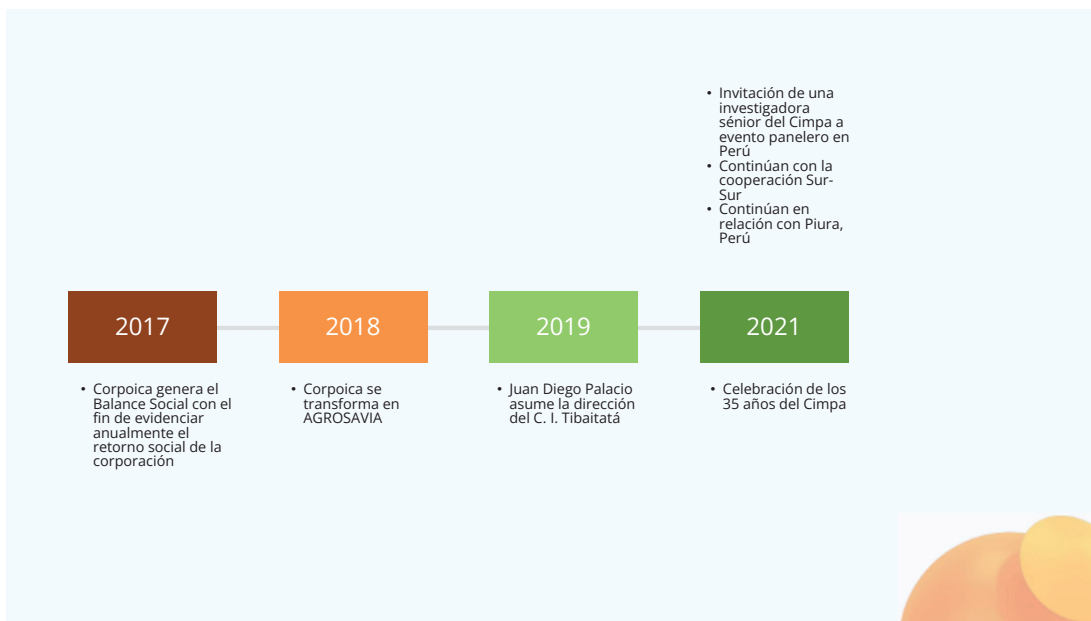 • Invitación de una
investigadora
sénior del Cimpa a
evento panelero en
Perú
• Continúan con la
cooperación Sur-
Sur
• Continúan en
relación con Piura,
Perú
2017
2018
2019
2021
• Corpoica genera el
Balance Social con el
fin de evidenciar
anualmente el
retorno social de la
corporación
• Corpoica se
transforma en
AGROSAVIA
• Juan Diego Palacio
asume la dirección
del C. I. Tibaitatá
• Celebración de los
35 años del Cimpa